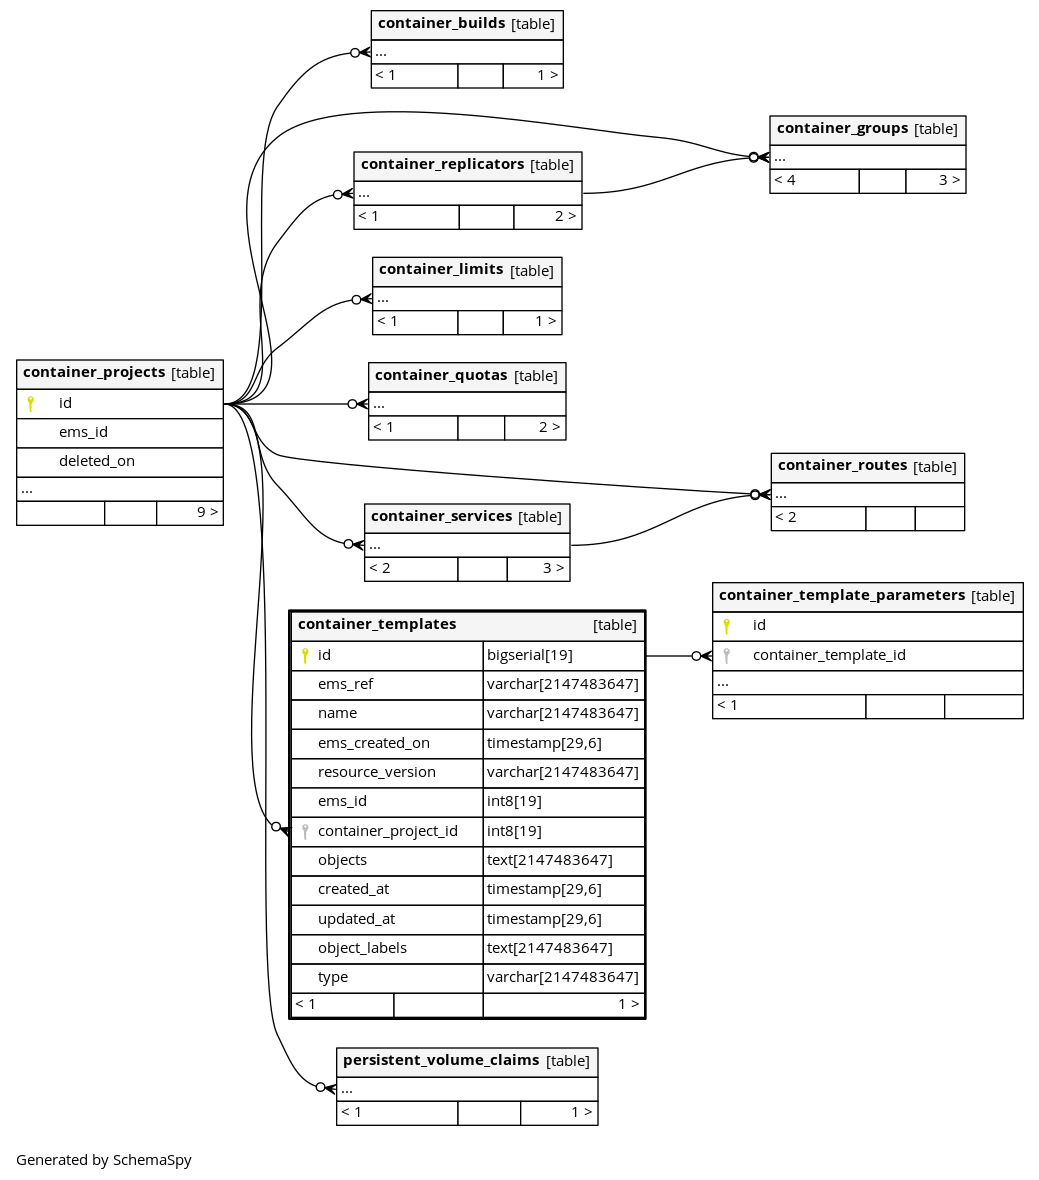 container_builds [table]
...
< 1 1 >
container_groups [table]
...
< 4 3 >
container_replicators [table]
...
< 1 2 >
container_limits [table]
...
< 1 1 >
container_projects [table]
id
ems_id
deleted_on
...
9 >
container_quotas [table]
...
< 1 2 >
container_routes [table]
...
< 2
container_services [table]
...
< 2 3 >
container_templates [table]
id bigserial[19]
ems_ref varchar[2147483647]
name varchar[2147483647]
ems_created_on timestamp[29,6]
resource_version varchar[2147483647]
ems_id int8[19]
container_project_id int8[19]
objects text[2147483647]
created_at timestamp[29,6]
updated_at timestamp[29,6]
object_labels text[2147483647]
type varchar[2147483647]
< 1 1 >
container_template_parameters [table]
id
container_template_id
...
< 1
persistent_volume_claims [table]
...
< 1 1 >
Generated by SchemaSpy